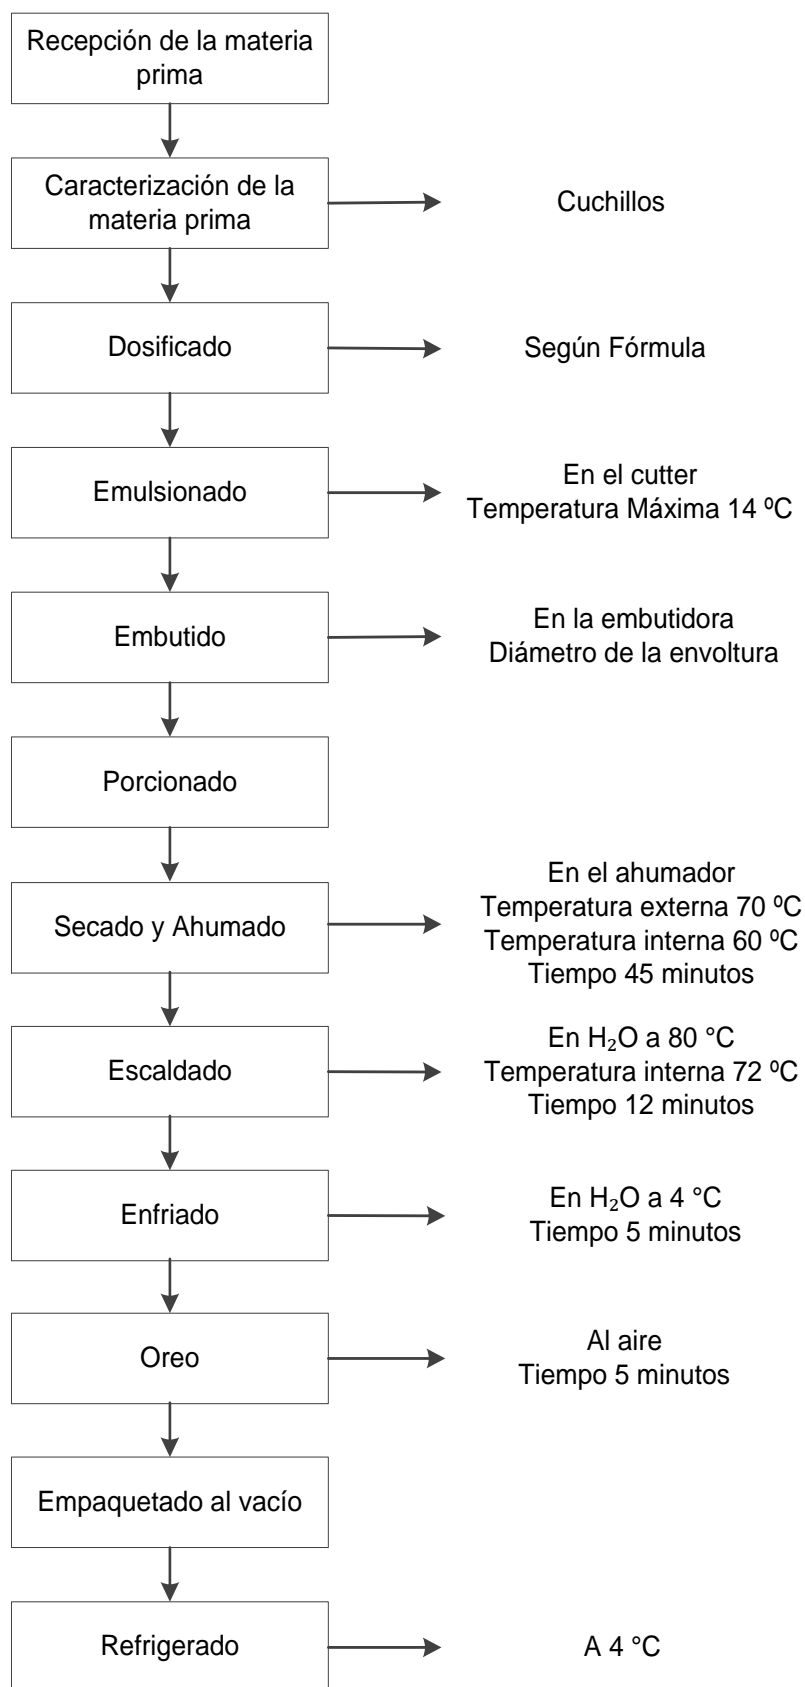 Recepción de la materia
prima
Caracterización de la
materia prima
Cuchillos
Dosificado
Según Fórmula
Emulsionado
En el cutter
Temperatura Máxima 14 ºC
Embutido
En la embutidora
Diámetro de la envoltura
Porcionado
Secado y Ahumado
En el ahumador
Temperatura externa 70 ºC
Temperatura interna 60 ºC
Tiempo 45 minutos
Escaldado
En H₂O a 80 °C
Temperatura interna 72 ºC
Tiempo 12 minutos
Enfriado
En H₂O a 4 °C
Tiempo 5 minutos
Oreo
Al aire
Tiempo 5 minutos
Empaquetado al vacío
Refrigerado
A 4 °C